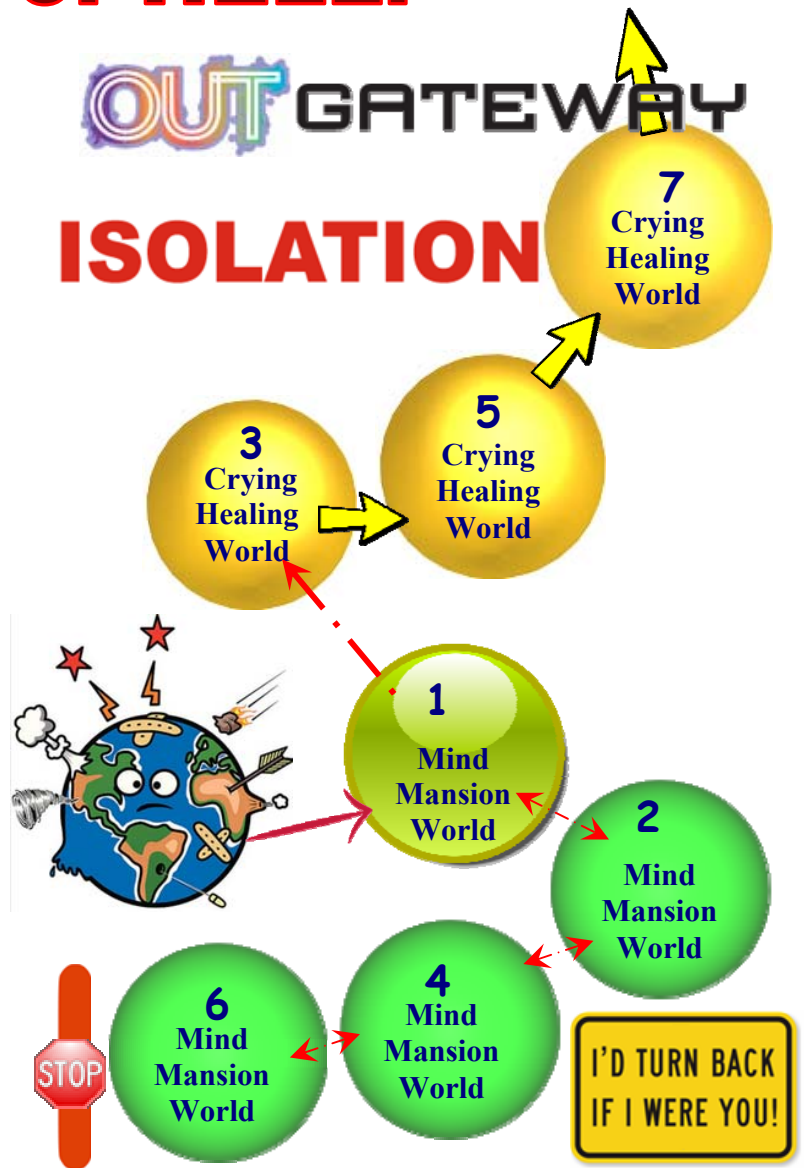 OUT GATEWAY
7
Crying
Healing
World
ISOLATION
5
Crying
Healing
World
3
Crying
Healing
World
1
Mind
Mansion
World
2
Mind
Mansion
World
4
Mind
Mansion
World
6
Mind
Mansion
World
STOP
I'D TURN BACK
IF I WERE YOU!